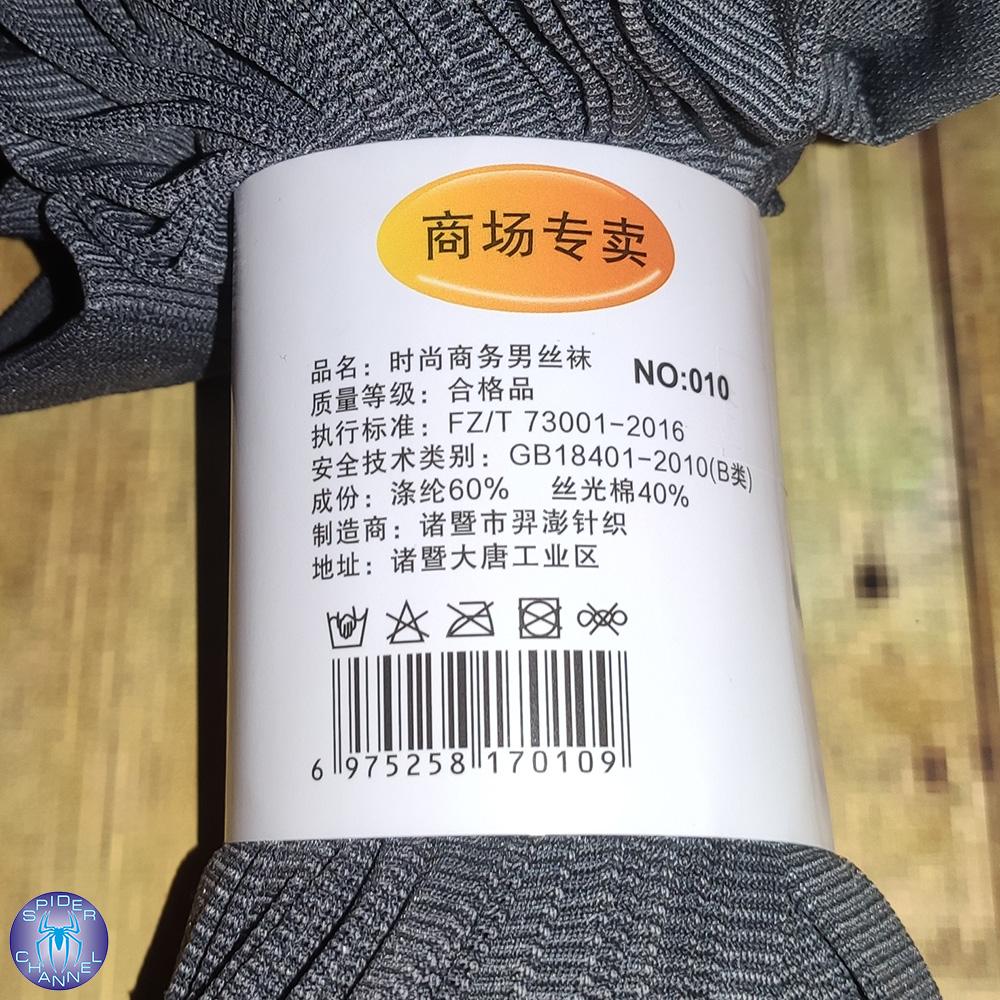 商场专卖
品名：时尚商务男丝袜 NO:010
质量等级：合格品
执行标准：FZ/T 73001-2016
安全技术类别：GB18401-2010(B类)
成份：涤纶60% 丝光棉40%
制造商：诸暨市羿澎针织
地址：诸暨大唐工业区
6 975258 170109
SPIDER
CHANNEL